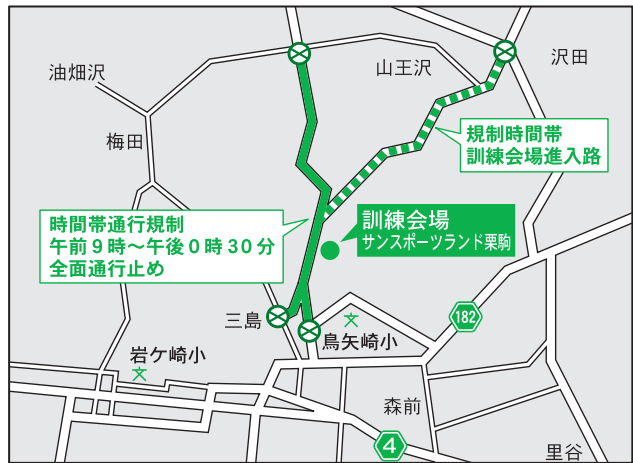 沢田
油畑沢
山王沢
梅田
規制時間帯
訓練会場進入路
訓練会場
サンスポーツランド栗駒
時間帯通行規制
午前9時〜午後0時30分
全面通行止め
三島
182
鳥矢崎小
岩ケ崎小
文
文
森前
4
里谷